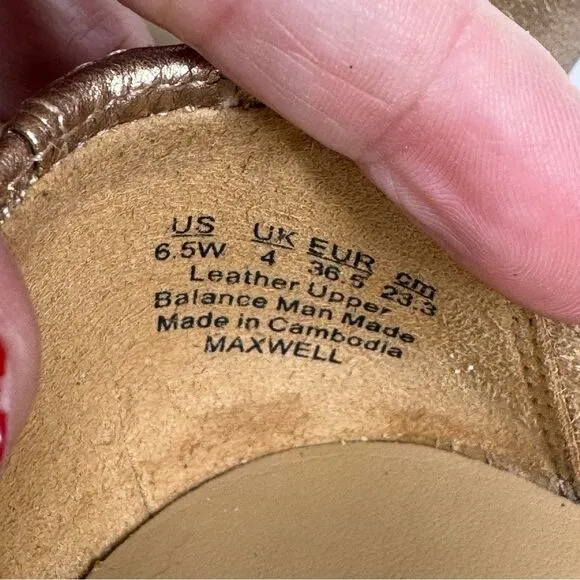 US UK EUR cm
6.5W 4 36.5 23.3
Leather Upper
Balance Man Made
Made in Cambodia
MAXWELL